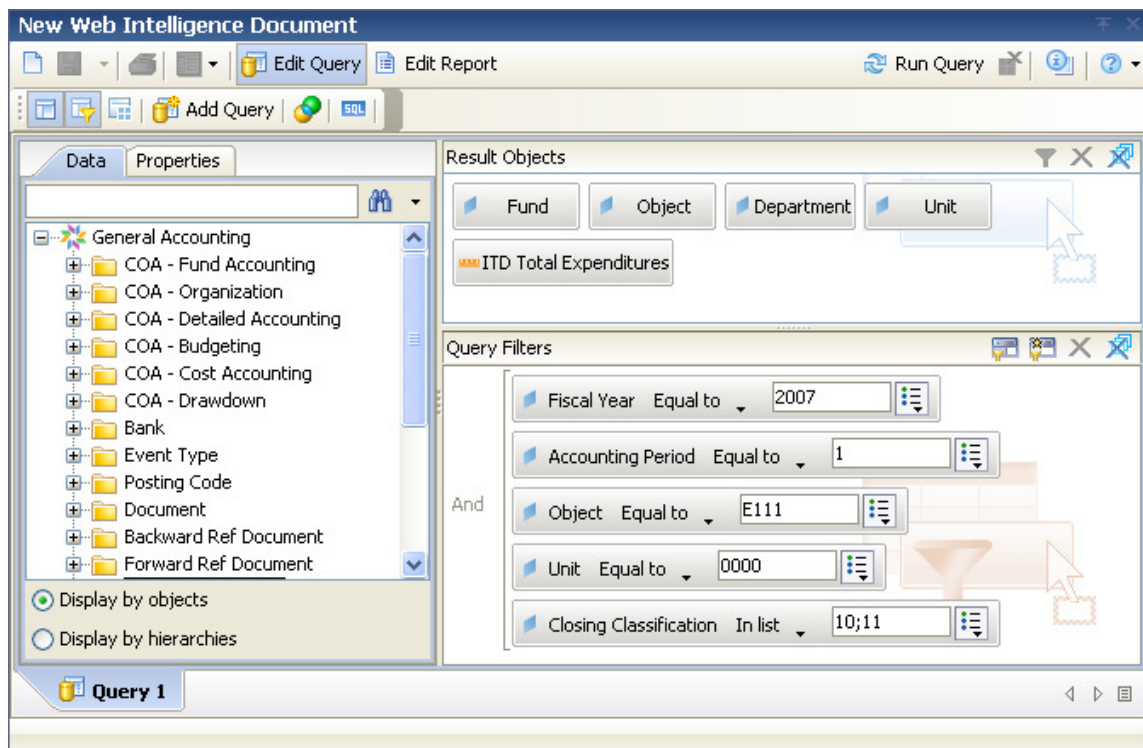 New Web Intelligence Document
Edit Query Edit Report Run Query
Add Query SQL
Data Properties
General Accounting
COA - Fund Accounting
COA - Organization
COA - Detailed Accounting
COA - Budgeting
COA - Cost Accounting
COA - Drawdown
Bank
Event Type
Posting Code
Document
Backward Ref Document
Forward Ref Document
Display by objects
Display by hierarchies
Result Objects
Fund Object Department Unit
ITD Total Expenditures
Query Filters
And
Fiscal Year Equal to 2007
Accounting Period Equal to 1
Object Equal to E111
Unit Equal to 0000
Closing Classification In list 10;11
Query 1